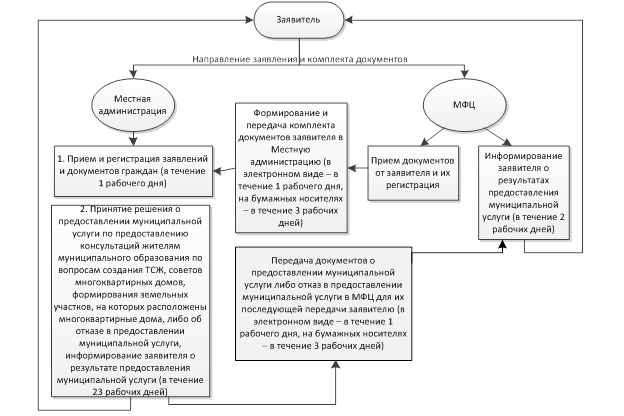 Заявитель
Направление заявления и комплекта документов
Местная
администрация
МФЦ
1. Прием и регистрация заявлений
и документов граждан (в течение
1 рабочего дня)
Формирование и
передача комплекта
документов заявителя в
Местную
администрацию (в
электронном виде – в
течение 1 рабочего дня,
на бумажных носителях
– в течение 3 рабочих
дней)
Прием документов
от заявителя и их
регистрация
Информирование
заявителя о
результатах
предоставления
муниципальной
услуги (в течение 2
рабочих дней)
2. Принятие решения о
предоставлении муниципальной
услуги по предоставлению
консультаций жителям
муниципального образования по
вопросам создания ТСЖ, советов
многоквартирных домов,
формирования земельных
участков, на которых расположены
многоквартирные дома, либо об
отказе в предоставлении
муниципальной услуги,
информирование заявителя о
результате предоставления
муниципальной услуги (в течение
23 рабочих дней)
Передача документов о
предоставлении муниципальной
услуги либо отказ в предоставлении
муниципальной услуги в МФЦ для их
последующей передачи заявителю (в
электронном виде – в течение 1
рабочего дня, на бумажных носителях
– в течение 3 рабочих дней)